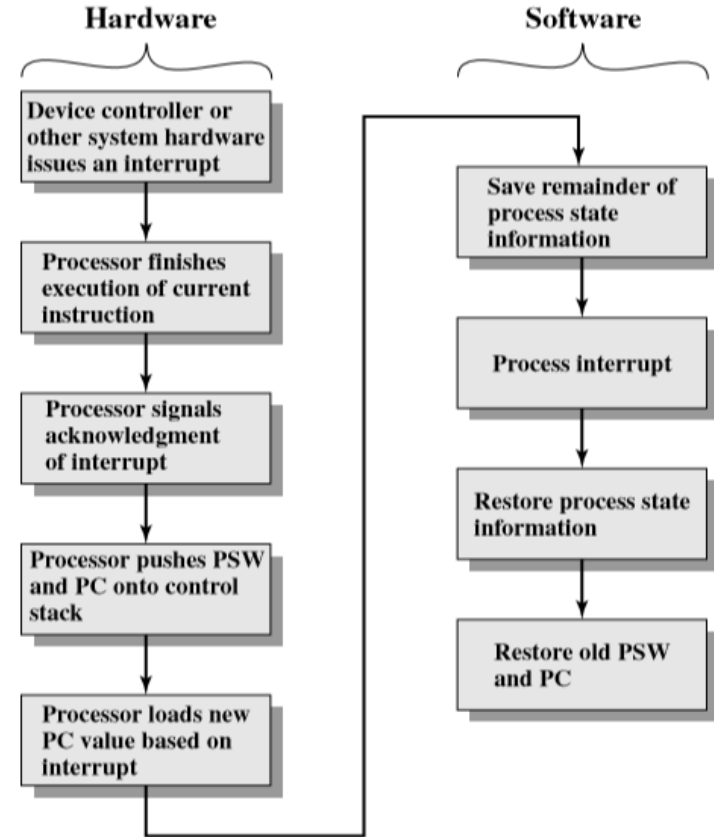 Hardware
Device controller or
other system hardware
issues an interrupt
Processor finishes
execution of current
instruction
Processor signals
acknowledgment
of interrupt
Processor pushes PSW
and PC onto control
stack
Processor loads new
PC value based on
interrupt
Software
Save remainder of
process state
information
Process interrupt
Restore process state
information
Restore old PSW
and PC